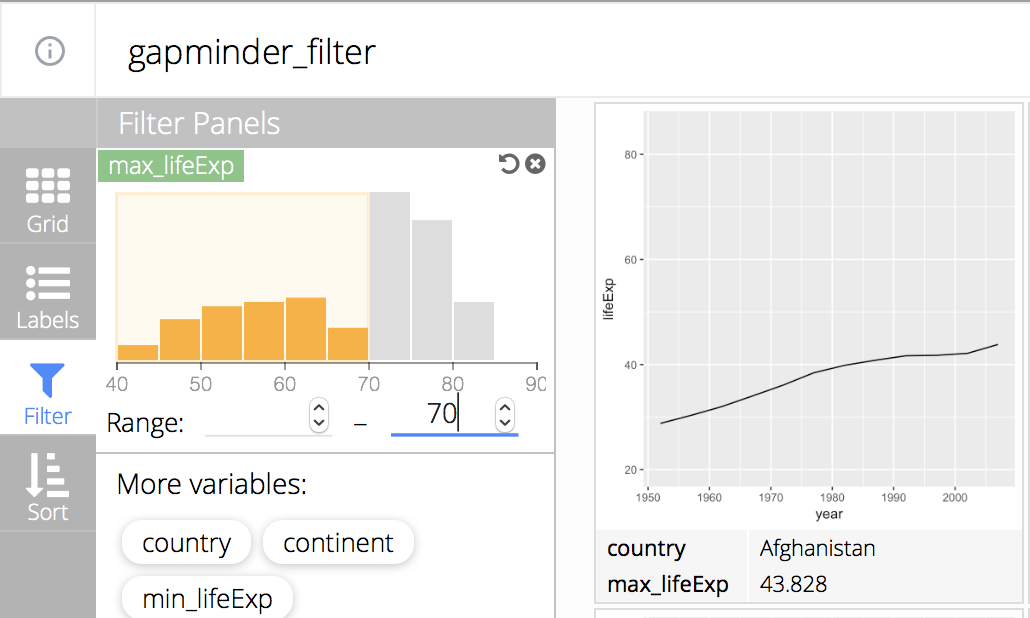 gapminder_filter
Filter Panels
max_lifeExp
Grid
Labels
Filter
Sort
40 50 60 70 80 90
Range: – 70
More variables:
country continent
min_lifeExp
lifeExp
80
60
40
20
1950 1960 1970 1980 1990 2000
year
country Afghanistan
max_lifeExp 43.828